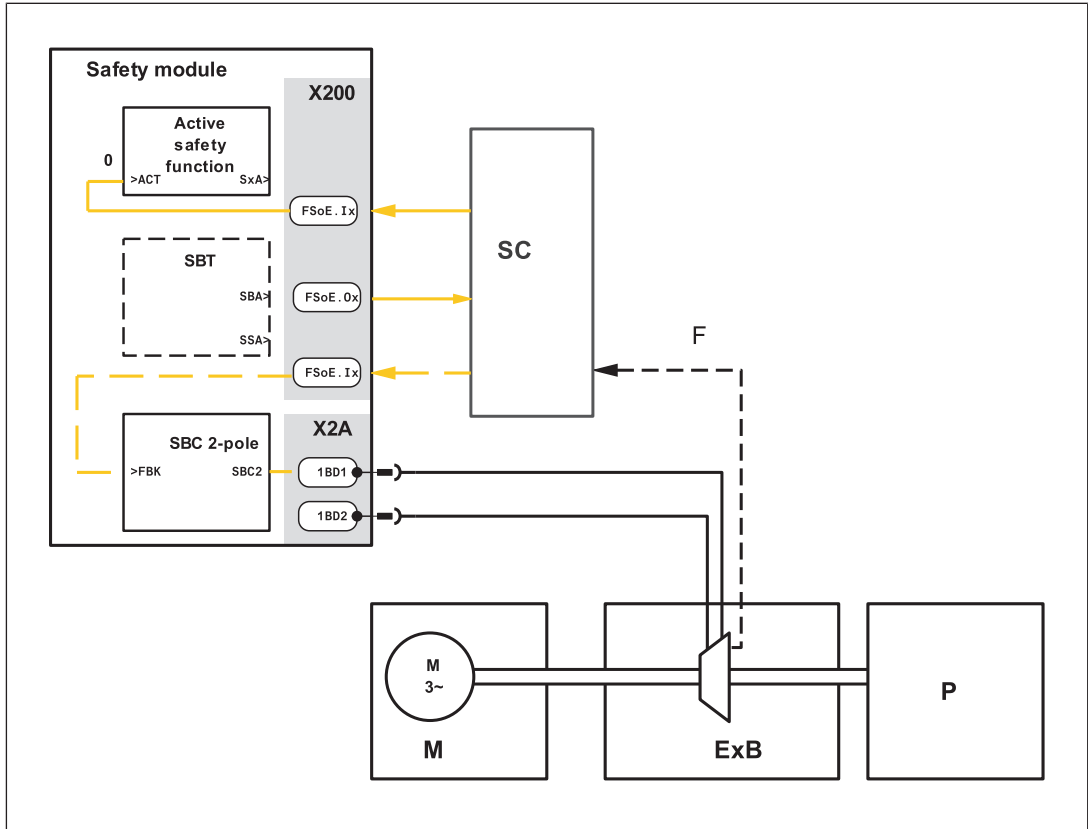 Safety module
X200
Active
safety
function
0
>ACT
SxA>
FSoE.Ix
SC
SBT
SBA>
FSoE.Ox
SSA>
F
FSoE.Ix
X2A
SBC 2-pole
>FBK
SBC2
1BD1
1BD2
M
3~
M
ExB
P